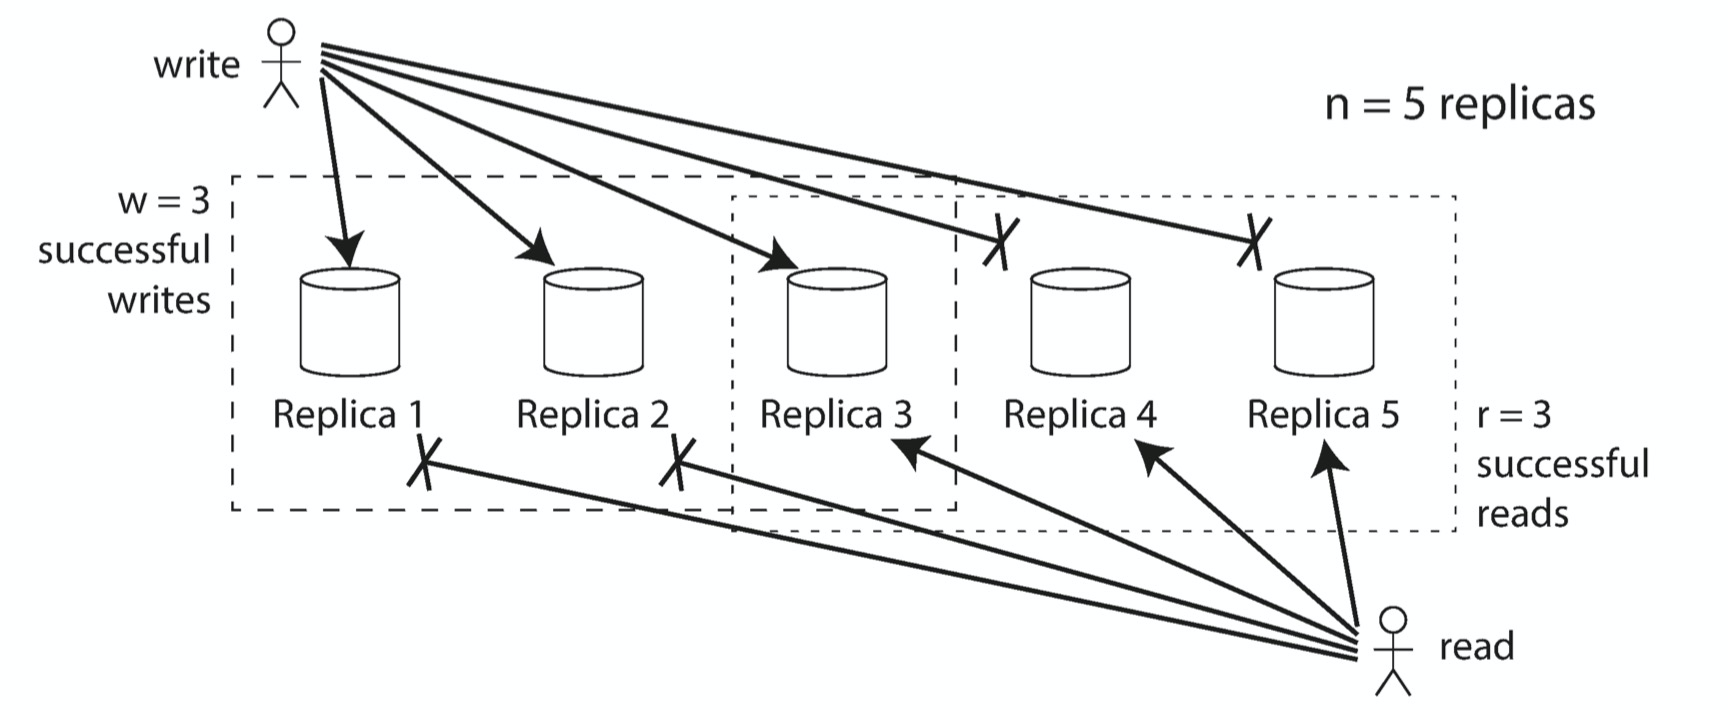 write
n = 5 replicas
w = 3
successful
writes
Replica 1
Replica 2
Replica 3
Replica 4
Replica 5
r = 3
successful
reads
read